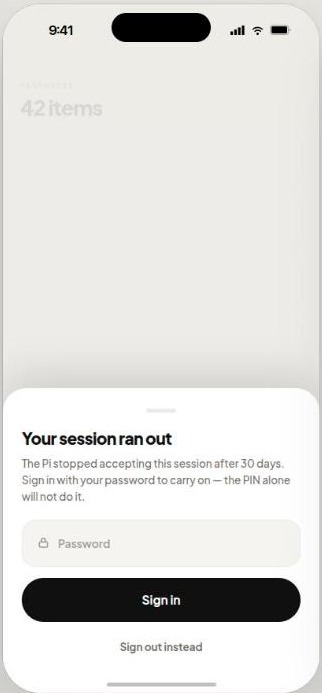 9:41
42 items
Your session ran out
The Pi stopped accepting this session after 30 days.
Sign in with your password to carry on — the PIN alone
will not do it.
Password
Sign in
Sign out instead